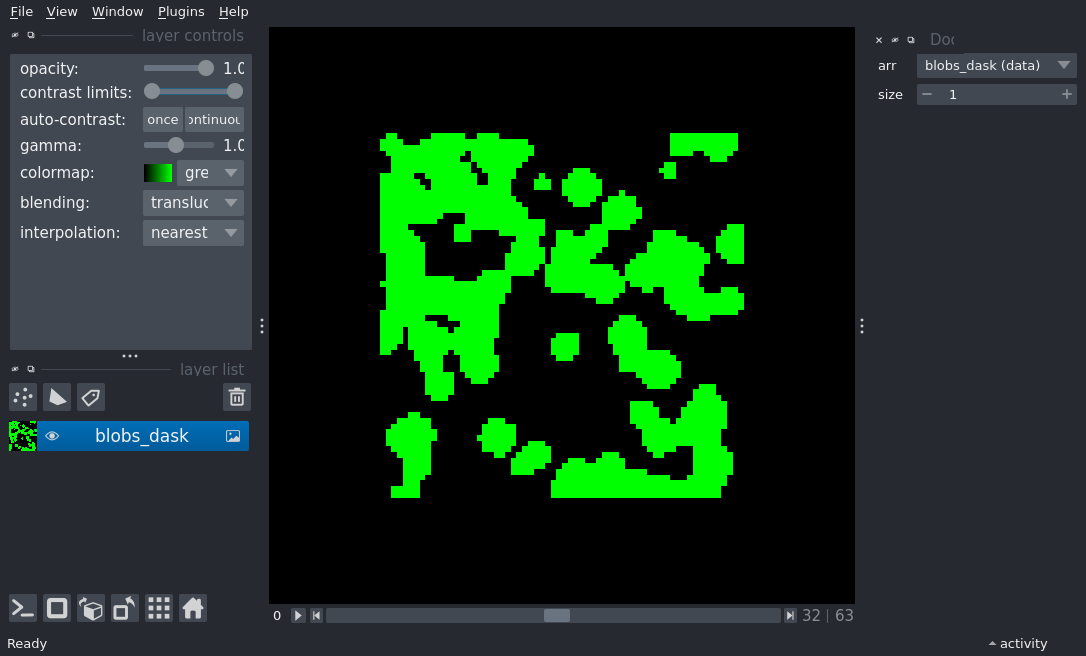 File View Window Plugins Help
layer controls
opacity: 1.0
contrast limits:
auto-contrast: once ontinuou
gamma: 1.0
colormap: gre
blending: transluc
interpolation: nearest
layer list
blobs_dask
0 32 | 63
Ready
Doc
arr blobs_dask (data)
size − 1 +
activity